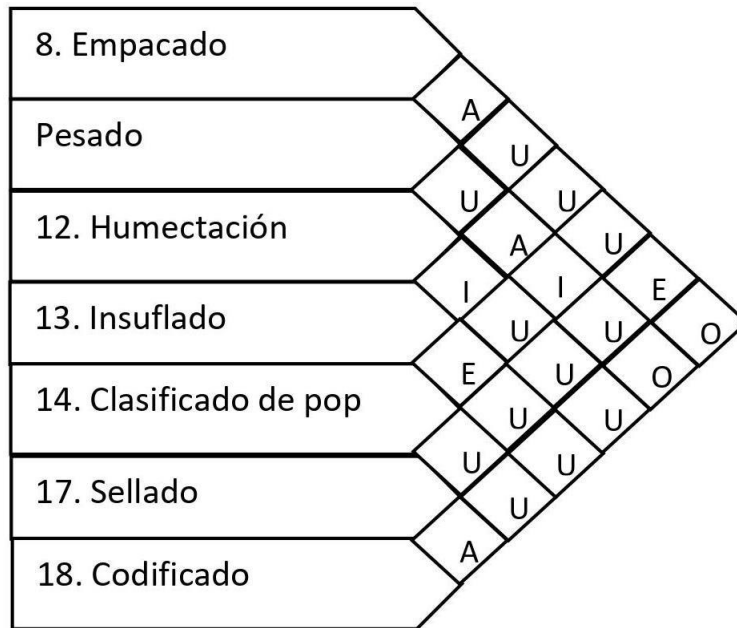 8. Empacado
Pesado
12. Humectación
13. Insuflado
14. Clasificado de pop
17. Sellado
18. Codificado
A
U
U
U
U
A
U
E
I
I
O
U
U
E
U
O
U
U
U
U
U
A